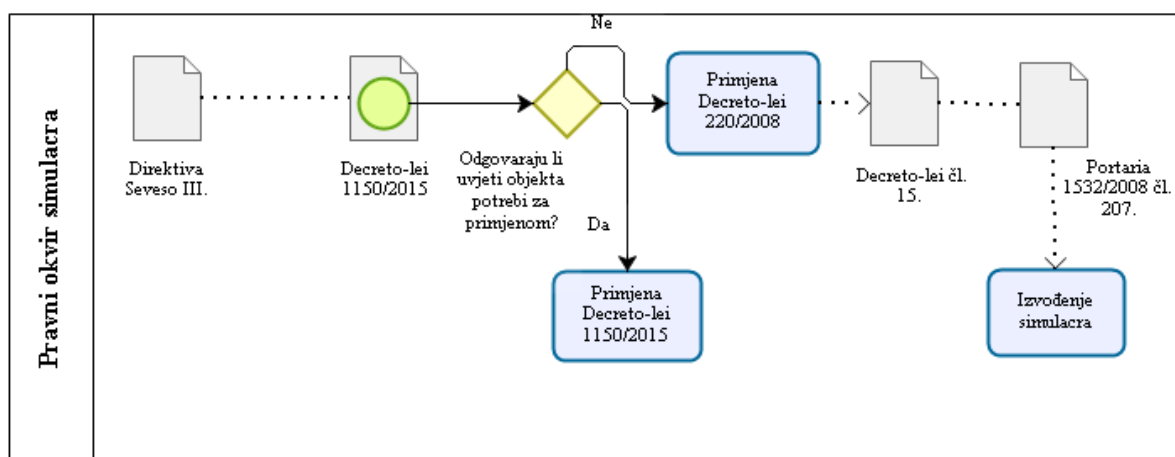 Pravni okvir simulacra
Direktiva
Seveso III.
Decreto-lei
1150/2015
Odgovaraju li
uvjeti objekta
potrebi za
primjenom?
Ne
Da
Primjena
Decreto-lei
220/2008
Primjena
Decreto-lei
1150/2015
Decreto-lei čl.
15.
Portaria
1532/2008 čl.
207.
Izvođenje
simulacra